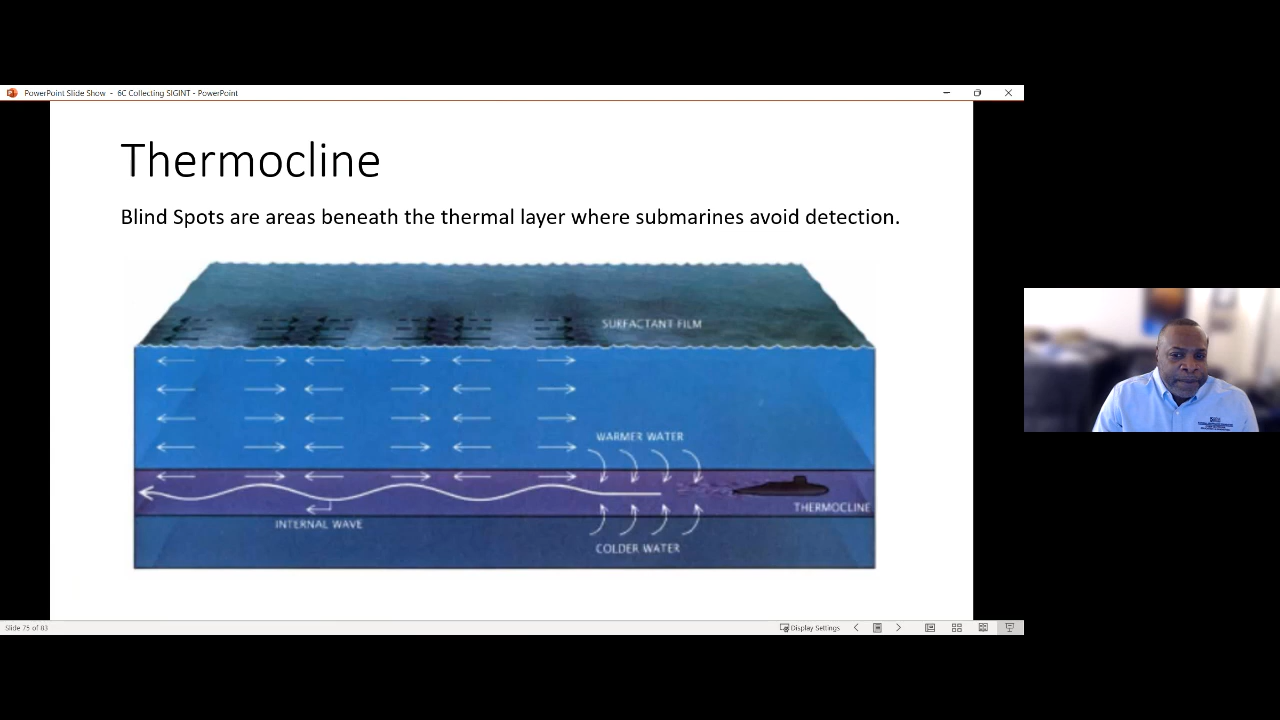 PowerPoint Slide Show - 6C Collecting SIGINT - PowerPoint
Thermocline
Blind Spots are areas beneath the thermal layer where submarines avoid detection.
SURFACTANT FILM
WARMER WATER
THERMOCLINE
INTERNAL WAVE
COLDER WATER
Slide 75 of 83
Display Settings